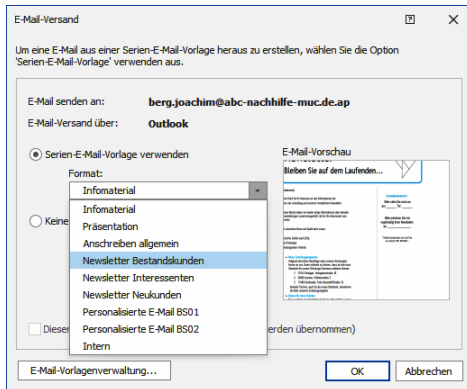 E-Mail-Versand
Um eine E-Mail aus einer Serien-E-Mail-Vorlage heraus zu erstellen, wählen Sie die Option
'Serien-E-Mail-Vorlage' verwenden aus.
E-Mail senden an: berg.joachim@abc-nachhilfe-muc.de.ap
E-Mail-Versand über: Outlook
Serien-E-Mail-Vorlage verwenden
E-Mail-Vorschau
Bleiben Sie auf dem Laufenden...
Format:
Infomaterial
Infomaterial
Präsentation
Keine
Anschreiben allgemein
Newsletter Bestandskunden
Newsletter Interessenten
Newsletter Neukunden
Personalisierte E-Mail BS01
Personalisierte E-Mail BS02
Intern
Dieser
erden übernommen)
E-Mail-Vorlagenverwaltung...
OK
Abbrechen